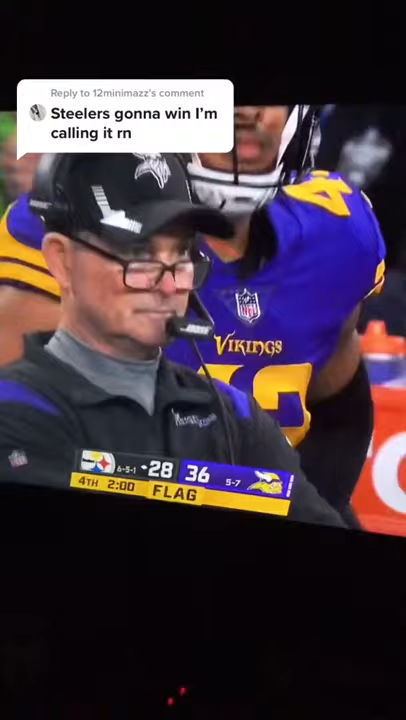 Reply to 12minimazz's comment
Steelers gonna win I'm
calling it rn
NFL
VIKINGS
6-5-1 28 36 5-7
4TH 2:00 FLAG